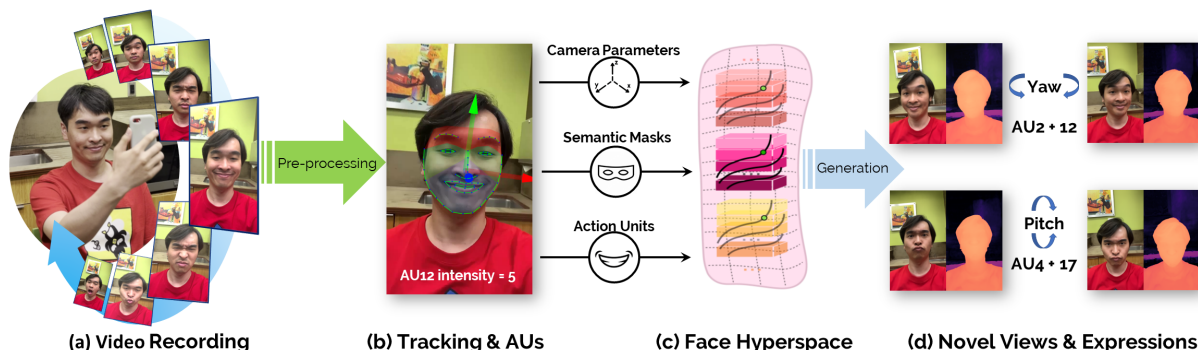 Pre-processing
AU12 intensity = 5
Camera Parameters
z
y
x
Semantic Masks
Action Units
Generation
Yaw
AU2 + 12
Pitch
AU4 + 17
(a) Video Recording
(b) Tracking & AUs
(c) Face Hyperspace
(d) Novel Views & Expressions